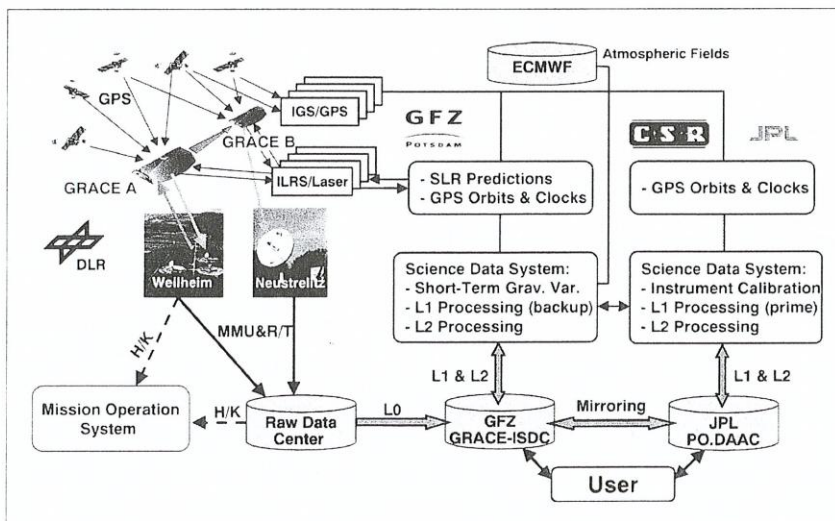 Atmospheric Fields
ECMWF
GPS
IGS/GPS
GFZ
POTSDAM
CSR
JPL
GRACE B
GRACE A
ILRS/Laser
- SLR Predictions
- GPS Orbits & Clocks
- GPS Orbits & Clocks
DLR
Weilheim
Neustrelitz
Science Data System:
- Short-Term Grav. Var.
- L1 Processing (backup)
- L2 Processing
Science Data System:
- Instrument Calibration
- L1 Processing (prime)
- L2 Processing
H/K
MMU&R/T
L1 & L2
L1 & L2
Mission Operation
System
H/K
Raw Data
Center
L0
GFZ
GRACE-ISDC
Mirroring
JPL
PO.DAAC
User